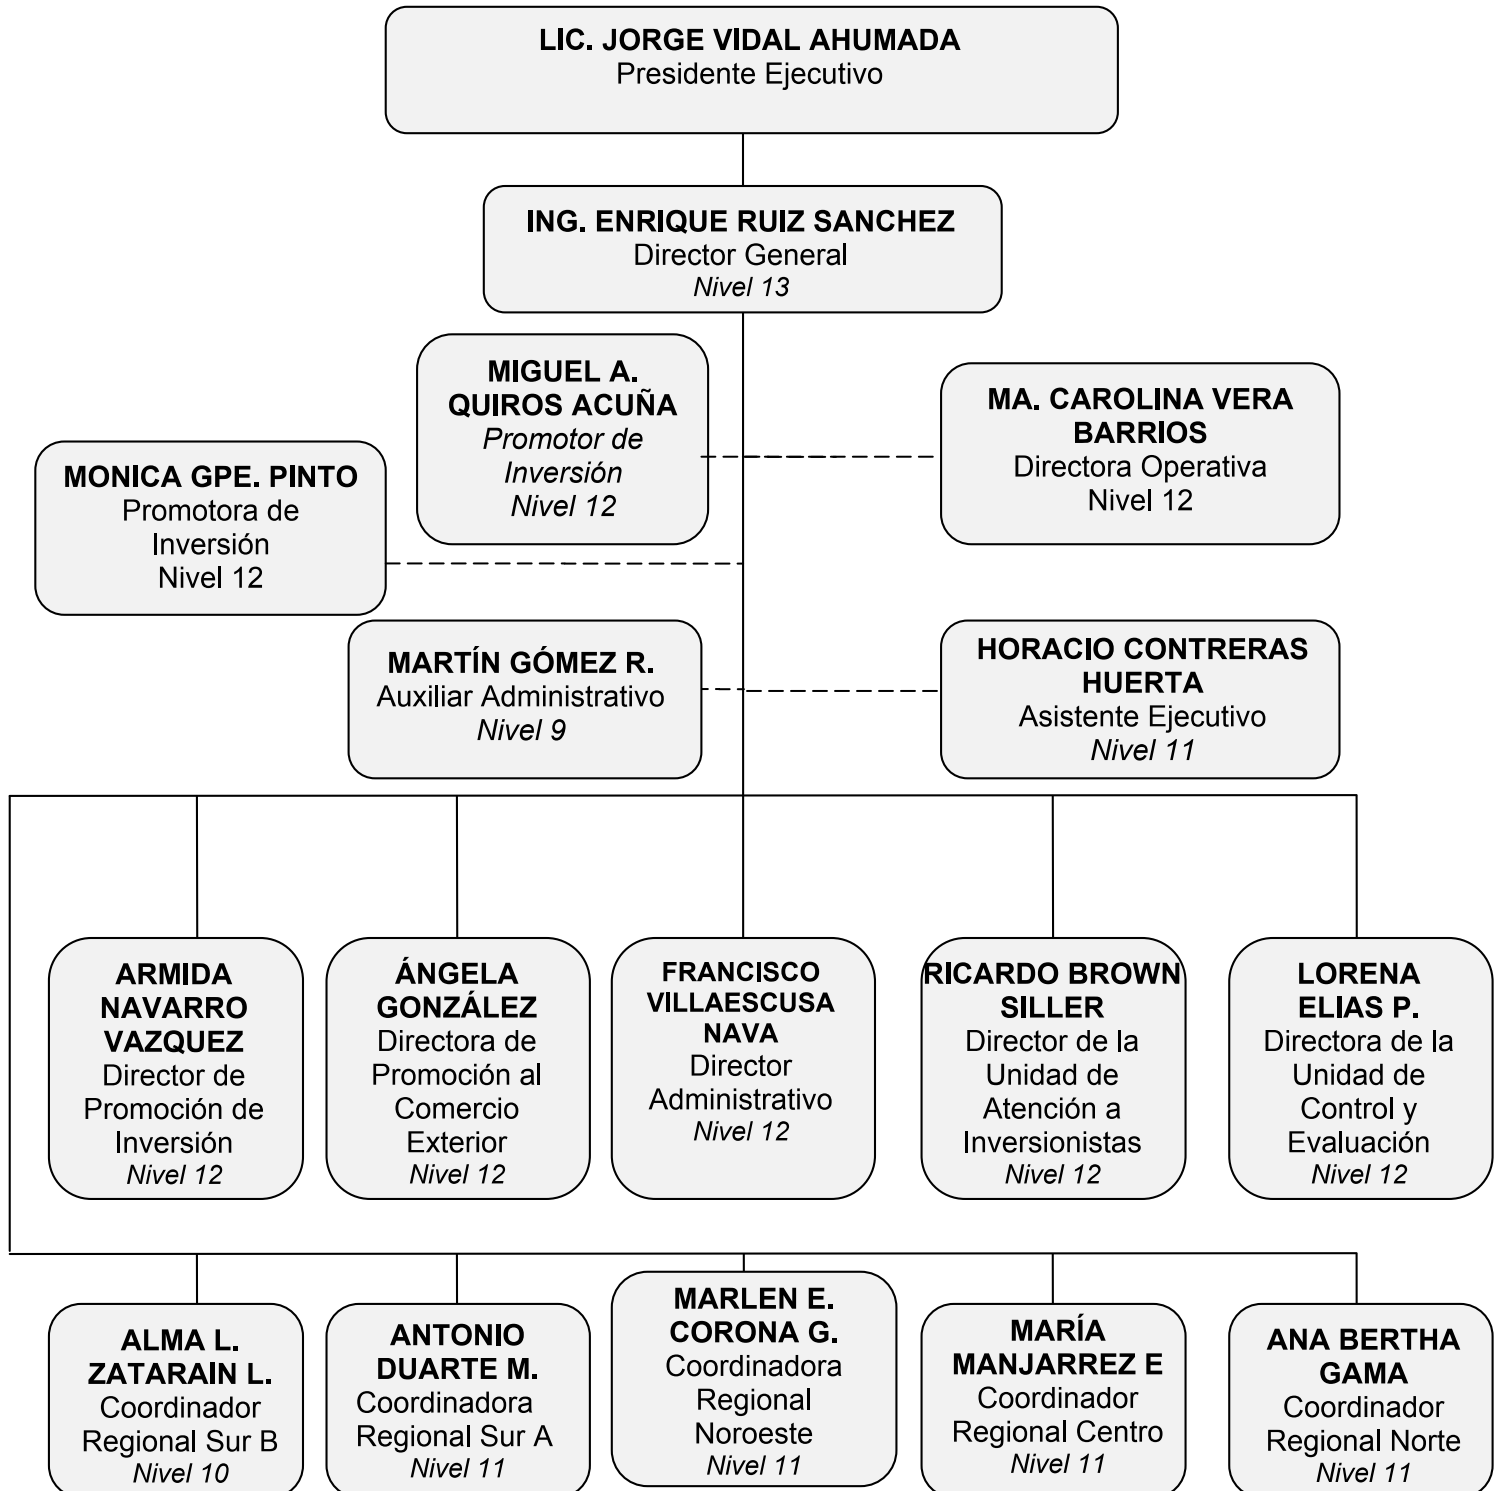 LIC. JORGE VIDAL AHUMADA
Presidente Ejecutivo
ING. ENRIQUE RUIZ SANCHEZ
Director General
Nivel 13
MIGUEL A.
QUIROS ACUÑA
Promotor de
Inversión
Nivel 12
MA. CAROLINA VERA
BARRIOS
Directora Operativa
Nivel 12
MONICA GPE. PINTO
Promotora de
Inversión
Nivel 12
MARTÍN GÓMEZ R.
Auxiliar Administrativo
Nivel 9
HORACIO CONTRERAS
HUERTA
Asistente Ejecutivo
Nivel 11
ARMIDA
NAVARRO
VAZQUEZ
Director de
Promoción de
Inversión
Nivel 12
ÁNGELA
GONZÁLEZ
Directora de
Promoción al
Comercio
Exterior
Nivel 12
FRANCISCO
VILLAESCUSA
NAVA
Director
Administrativo
Nivel 12
RICARDO BROWN
SILLER
Director de la
Unidad de
Atención a
Inversionistas
Nivel 12
LORENA
ELIAS P.
Directora de la
Unidad de
Control y
Evaluación
Nivel 12
ALMA L.
ZATARAIN L.
Coordinador
Regional Sur B
Nivel 10
ANTONIO
DUARTE M.
Coordinadora
Regional Sur A
Nivel 11
MARLEN E.
CORONA G.
Coordinadora
Regional
Noroeste
Nivel 11
MARÍA
MANJARREZ E
Coordinador
Regional Centro
Nivel 11
ANA BERTHA
GAMA
Coordinador
Regional Norte
Nivel 11